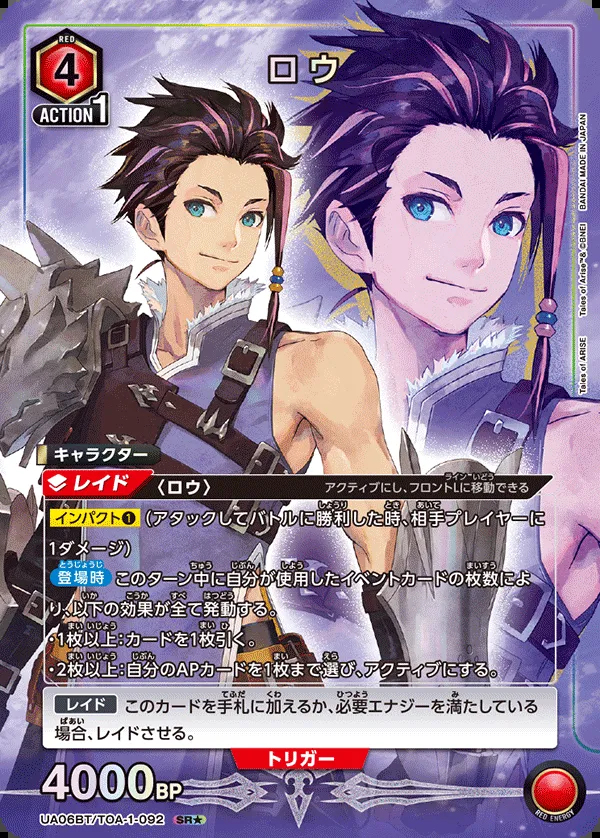 RED
4
ACTION 1
ロウ
BANDAI MADE IN JAPAN
Tales of Arise™& ©BNEI
Tales of ARISE
キャラクター
レイド 〈ロウ〉 アクティブにし、フロントLに移動できる
インパクト❶ (アタックしてバトルに勝利した時、相手プレイヤーに
1ダメージ)
登場時 このターン中に自分が使用したイベントカードの枚数によ
り、以下の効果が全て発動する。
・1枚以上:カードを1枚引く。
・2枚以上:自分のAPカードを1枚まで選び、アクティブにする。
レイド このカードを手札に加えるか、必要エナジーを満たしている
場合、レイドさせる。
トリガー
4000BP
RED ENERGY
UA06BT/TOA-1-092 SR★